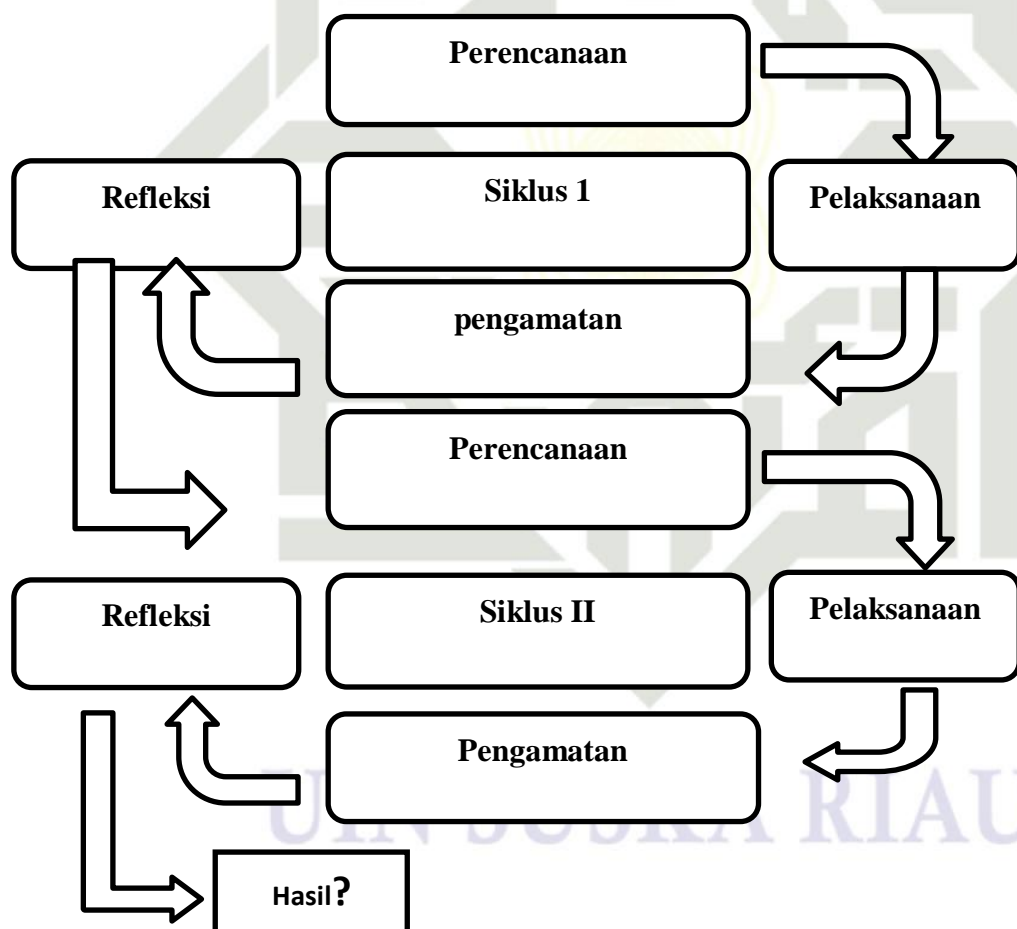 Perencanaan
Refleksi
Siklus 1
Pelaksanaan
pengamatan
Perencanaan
Refleksi
Siklus II
Pelaksanaan
Pengamatan
UIN SUSKA RIAU
Hasil?